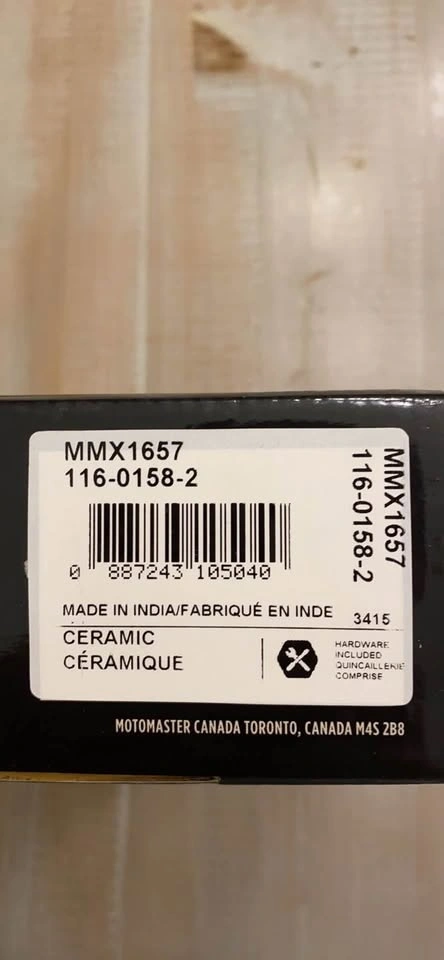 MMX1657
116-0158-2
0 887243 105040
MADE IN INDIA/FABRIQUÉ EN INDE 3415
CERAMIC
CÉRAMIQUE
HARDWARE
INCLUDED
QUINCAILLERIE
COMPRISE
MMX1657
116-0158-2
MOTOMASTER CANADA TORONTO, CANADA M4S 2B8